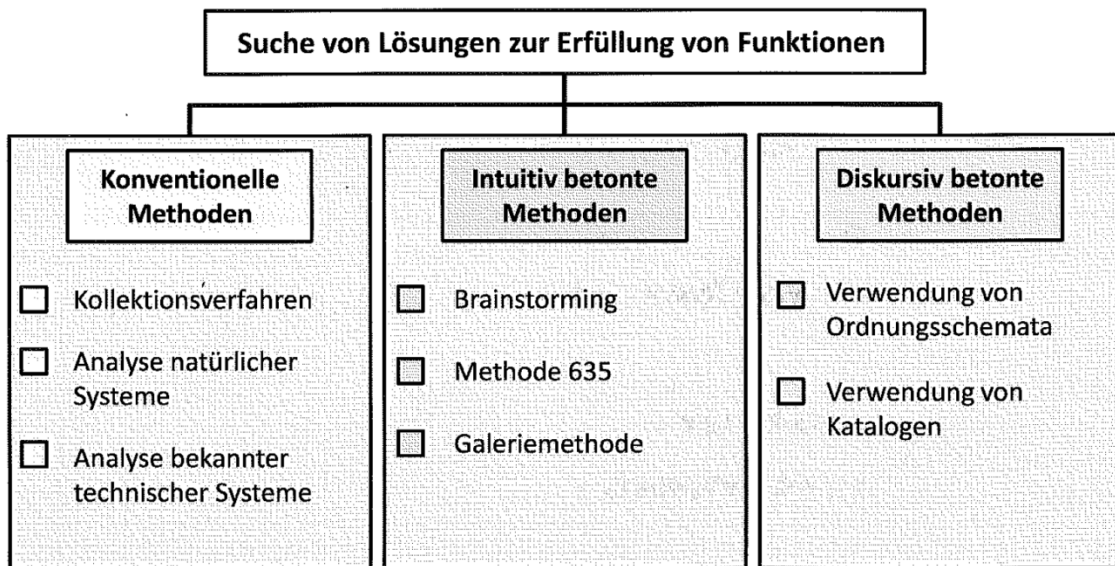 Suche von Lösungen zur Erfüllung von Funktionen
Konventionelle
Methoden
Kollektionsverfahren
Analyse natürlicher
Systeme
Analyse bekannter
technischer Systeme
Intuitiv betonte
Methoden
Brainstorming
Methode 635
Galeriemethode
Diskursiv betonte
Methoden
Verwendung von
Ordnungsschemata
Verwendung von
Katalogen